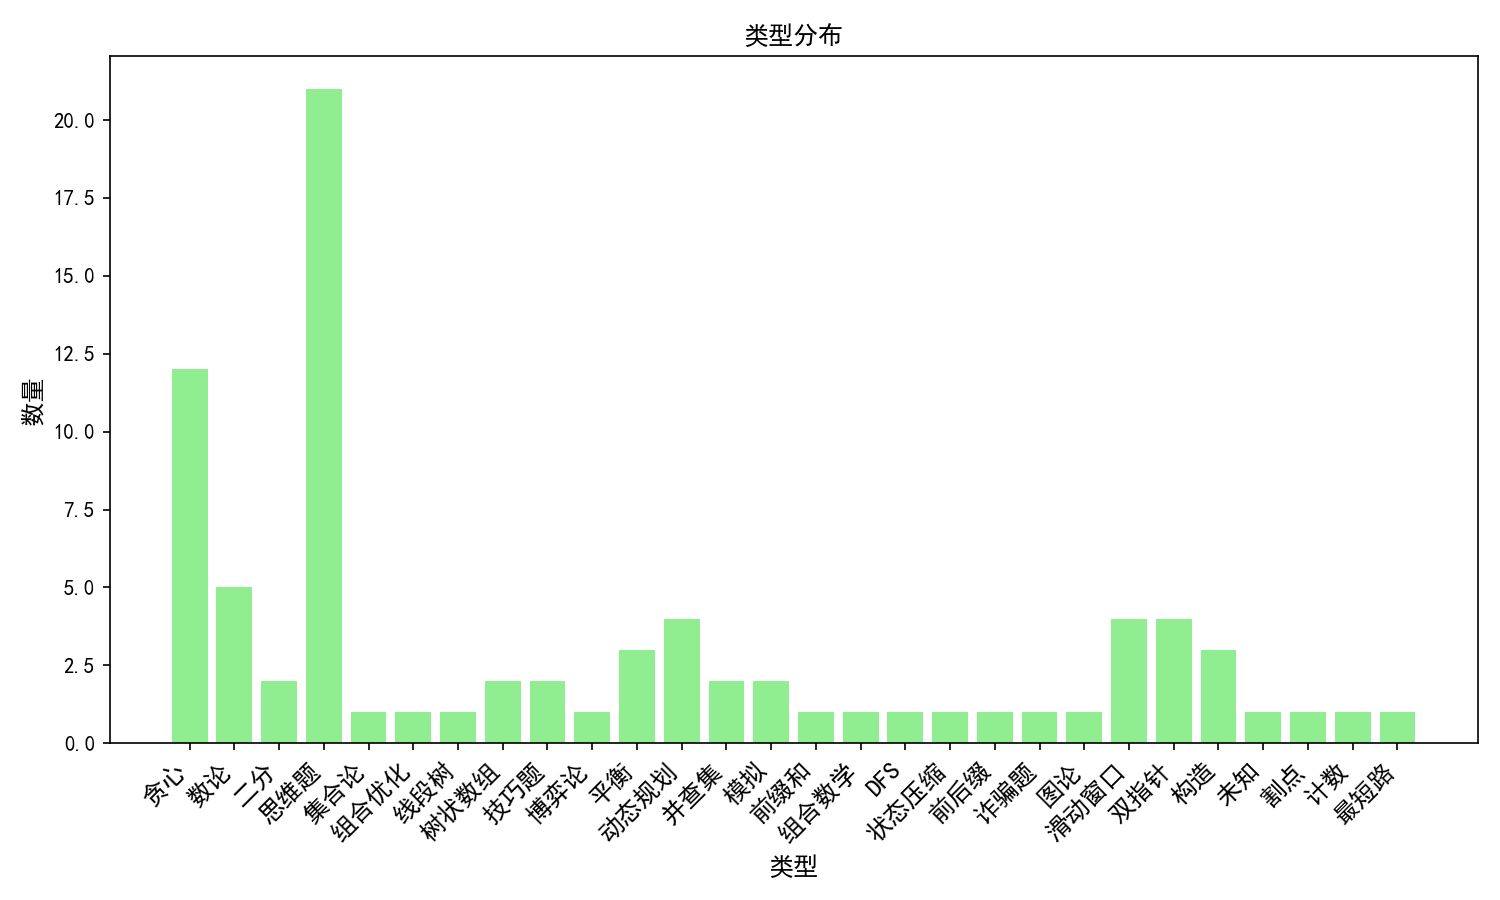 类型分布
数量
20.0
17.5
15.0
12.5
10.0
7.5
5.0
2.5
0.0
贪心
数论
二分
思维题
集合论
组合优化
线段树
树状数组
技巧题
博弈论
平衡
动态规划
并查集
模拟
前缀和
组合数学
DFS
状态压缩
前后缀
诈骗题
图论
滑动窗口
双指针
构造
未知
割点
计数
最短路
类型